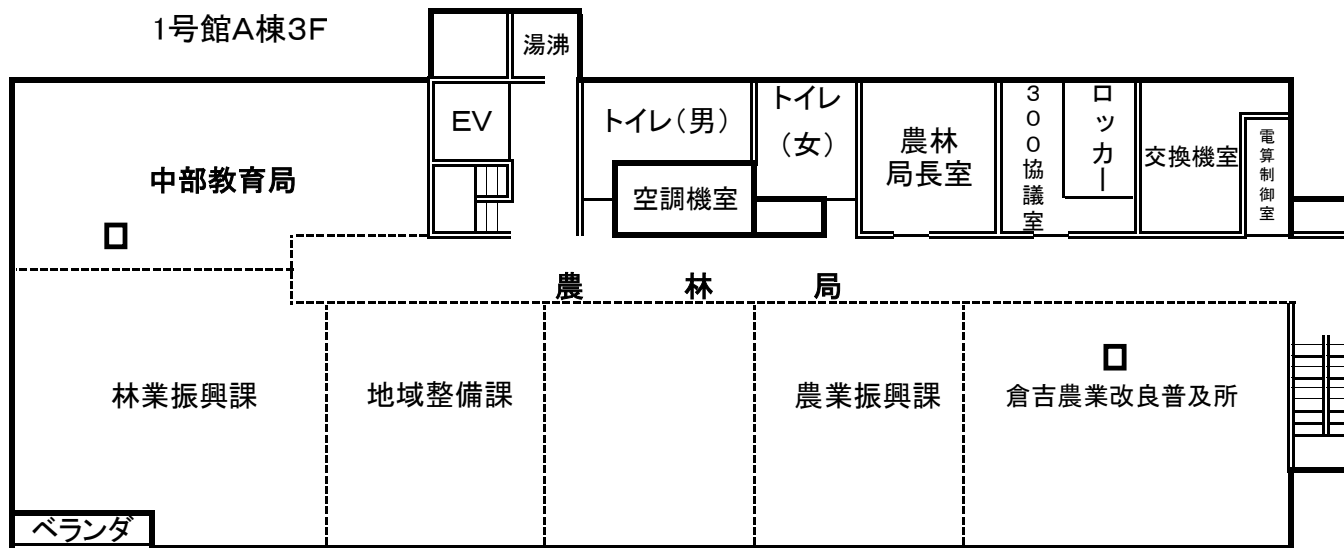 1号館A棟3F
湯沸
EV
トイレ(男)
トイレ
(女)
農林
局長室
300協議室
ロッカー
交換機室
電算制御室
中部教育局
空調機室
農林局
林業振興課
地域整備課
農業振興課
倉吉農業改良普及所
ベランダ